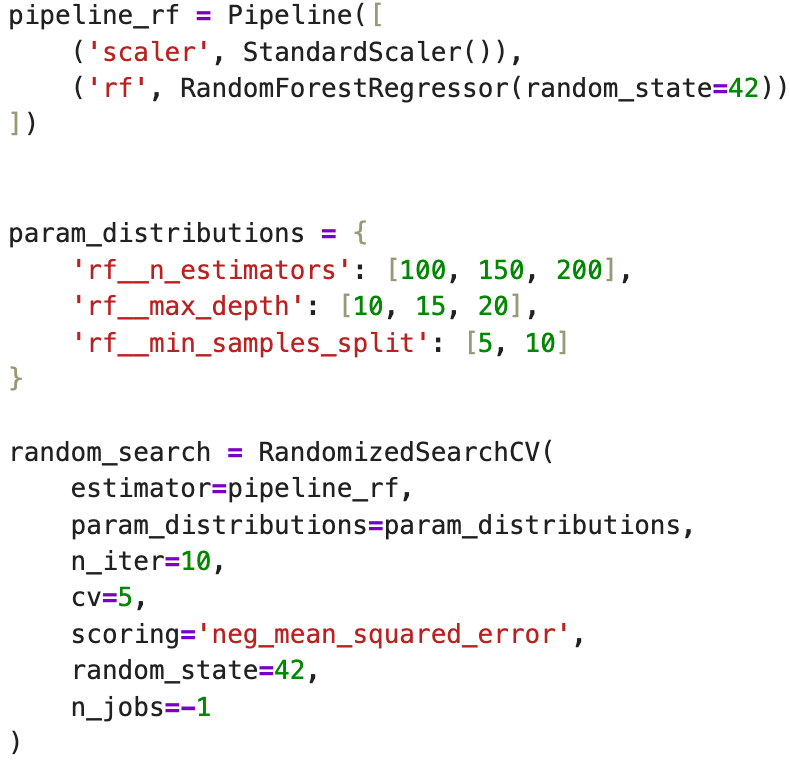 pipeline_rf = Pipeline([
    ('scaler', StandardScaler()),
    ('rf', RandomForestRegressor(random_state=42))
])
param_distributions = {
    'rf__n_estimators': [100, 150, 200],
    'rf__max_depth': [10, 15, 20],
    'rf__min_samples_split': [5, 10]
}
random_search = RandomizedSearchCV(
    estimator=pipeline_rf,
    param_distributions=param_distributions,
    n_iter=10,
    cv=5,
    scoring='neg_mean_squared_error',
    random_state=42,
    n_jobs=-1
)